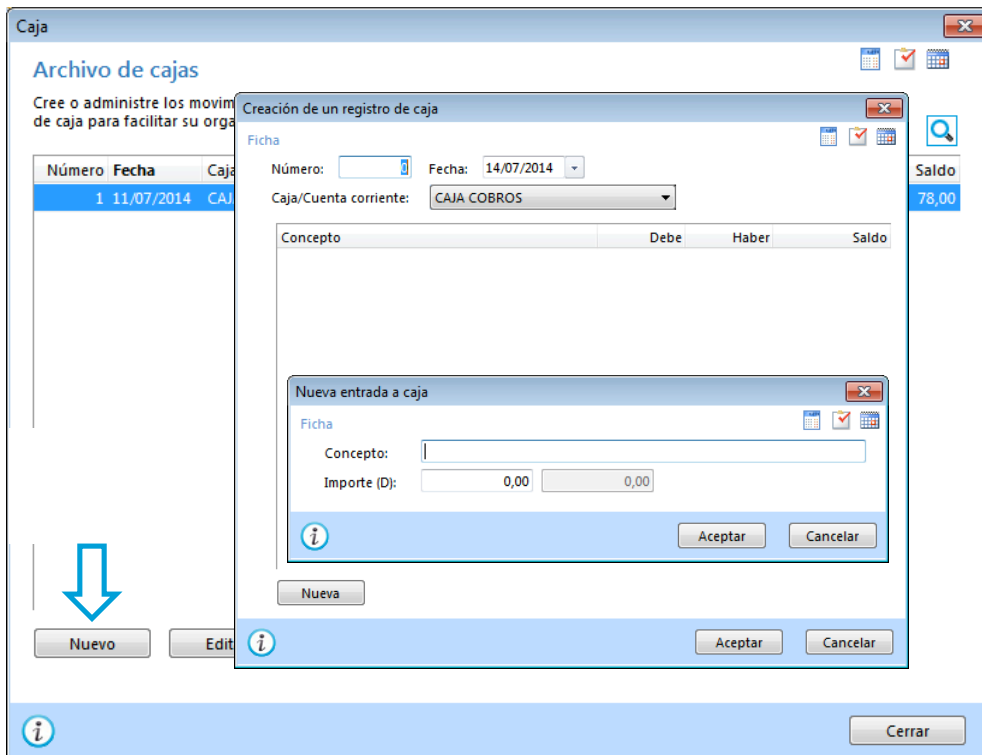 Caja
Archivo de cajas
Cree o administre los movim
de caja para facilitar su orga
Número Fecha Caja Saldo
1 11/07/2014 CAJ 78,00
Creación de un registro de caja
Ficha
Número: 0 Fecha: 14/07/2014
Caja/Cuenta corriente: CAJA COBROS
Concepto Debe Haber Saldo
Nueva entrada a caja
Ficha
Concepto:
Importe (D): 0,00 0,00
Aceptar Cancelar
Nueva
Aceptar Cancelar
Nuevo Edit
Cerrar